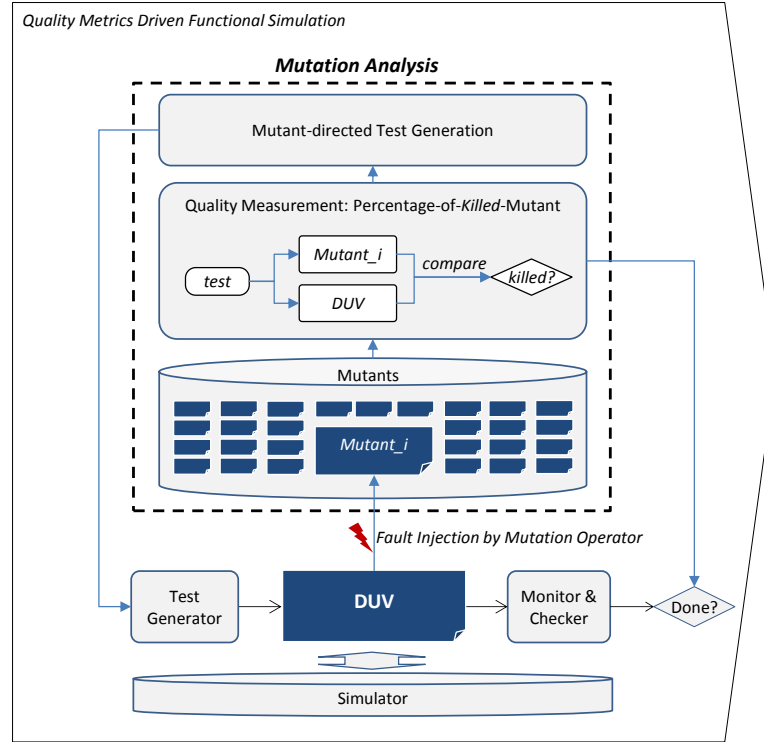 Quality Metrics Driven Functional Simulation
Mutation Analysis
Mutant-directed Test Generation
Quality Measurement: Percentage-of-Killed-Mutant
Mutant_i
test
compare
killed?
DUV
Mutants
Mutant_i
Fault Injection by Mutation Operator
Test
Generator
DUV
Monitor &
Checker
Done?
Simulator